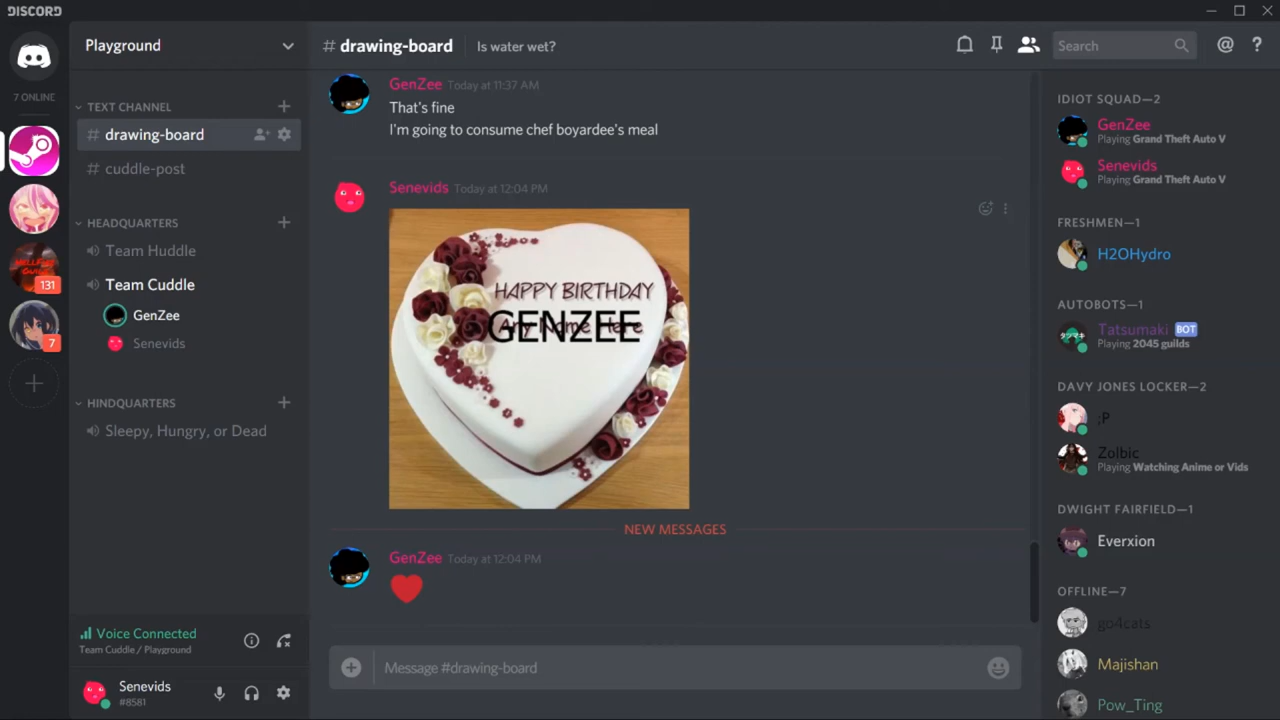 DISCORD
7 ONLINE
131
7
Playground
TEXT CHANNEL
# drawing-board
# cuddle-post
HEADQUARTERS
Team Huddle
Team Cuddle
GenZee
Senevids
HINDQUARTERS
Sleepy, Hungry, or Dead
Voice Connected
Team Cuddle / Playground
Senevids
#8581
# drawing-board Is water wet?
Search
GenZee Today at 11:37 AM
That's fine
I'm going to consume chef boyardee's meal
Senevids Today at 12:04 PM
HAPPY BIRTHDAY
Any Name Here
GENZEE
NEW MESSAGES
GenZee Today at 12:04 PM
Message #drawing-board
IDIOT SQUAD—2
GenZee
Playing Grand Theft Auto V
Senevids
Playing Grand Theft Auto V
FRESHMEN—1
H2OHydro
AUTOBOTS—1
Tatsumaki BOT
Playing 2045 guilds
DAVY JONES LOCKER—2
;P
Zolbic
Playing Watching Anime or Vids
DWIGHT FAIRFIELD—1
Everxion
OFFLINE—7
go4cats
Majishan
Pow_Ting